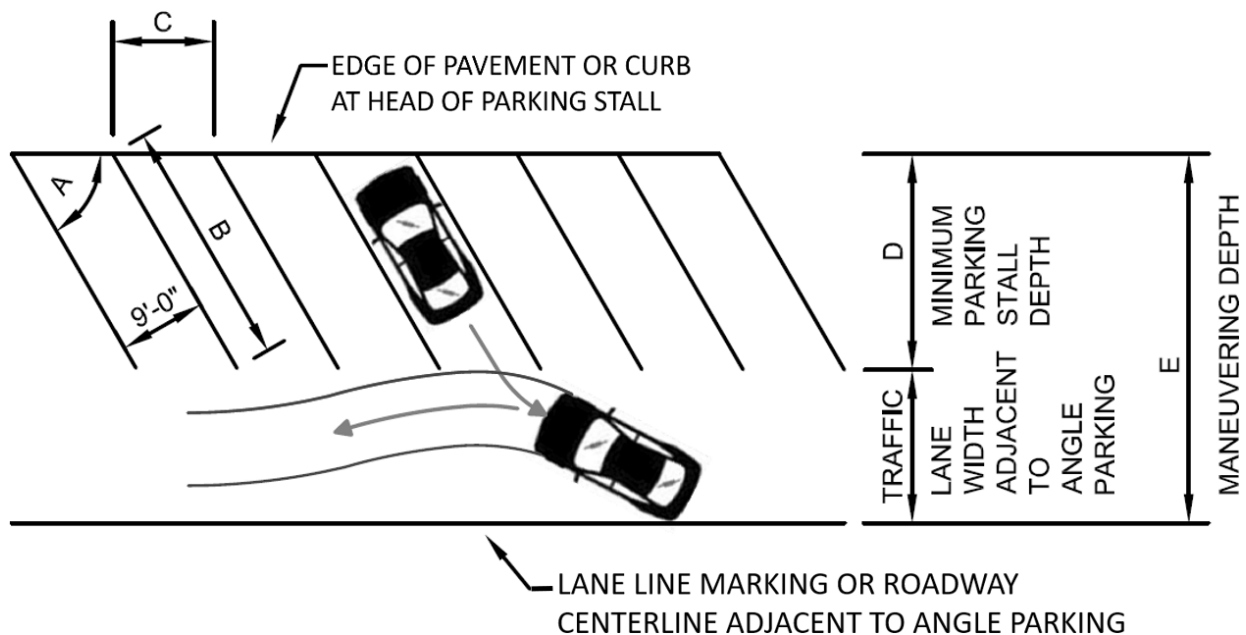 C
EDGE OF PAVEMENT OR CURB
AT HEAD OF PARKING STALL
A
B
9'-0"
D
MINIMUM
PARKING
STALL
DEPTH
TRAFFIC
LANE
WIDTH
ADJACENT
TO
ANGLE
PARKING
E
MANEUVERING DEPTH
LANE LINE MARKING OR ROADWAY
CENTERLINE ADJACENT TO ANGLE PARKING